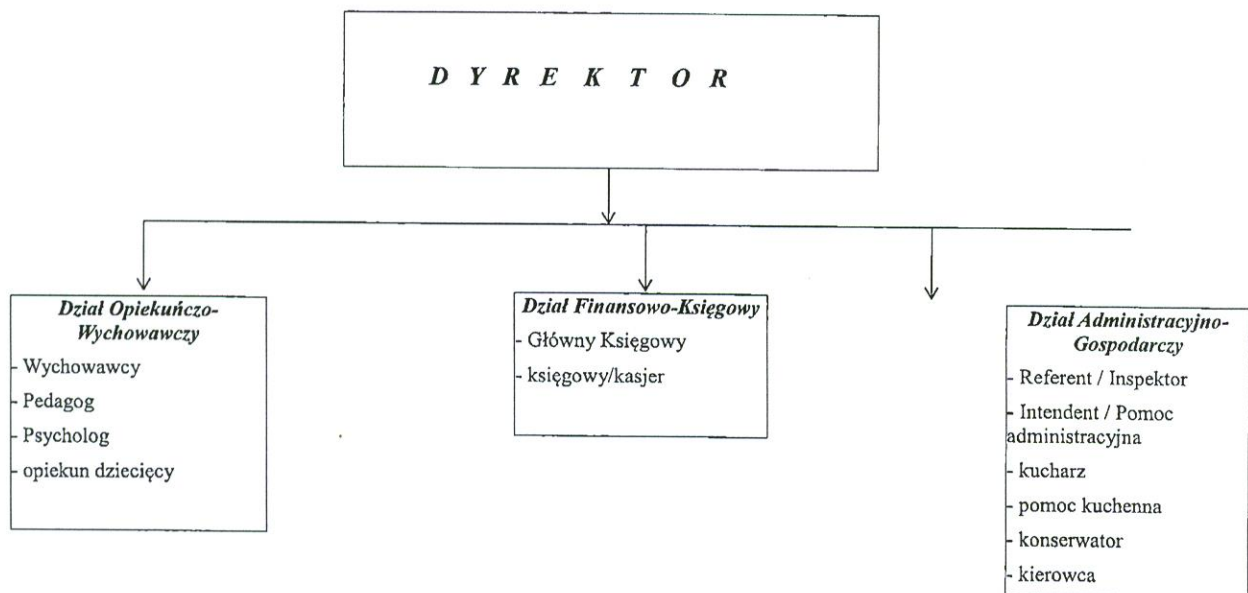 D Y R E K T O R
Dział Opiekuńczo-
Wychowawczy
- Wychowawcy
- Pedagog
- Psycholog
- opiekun dziecięcy
Dział Finansowo-Księgowy
- Główny Księgowy
- księgowy/kasjer
Dział Administracyjno-
Gospodarczy
- Referent / Inspektor
- Intendent / Pomoc
administracyjna
- kucharz
- pomoc kuchenna
- konserwator
- kierowca